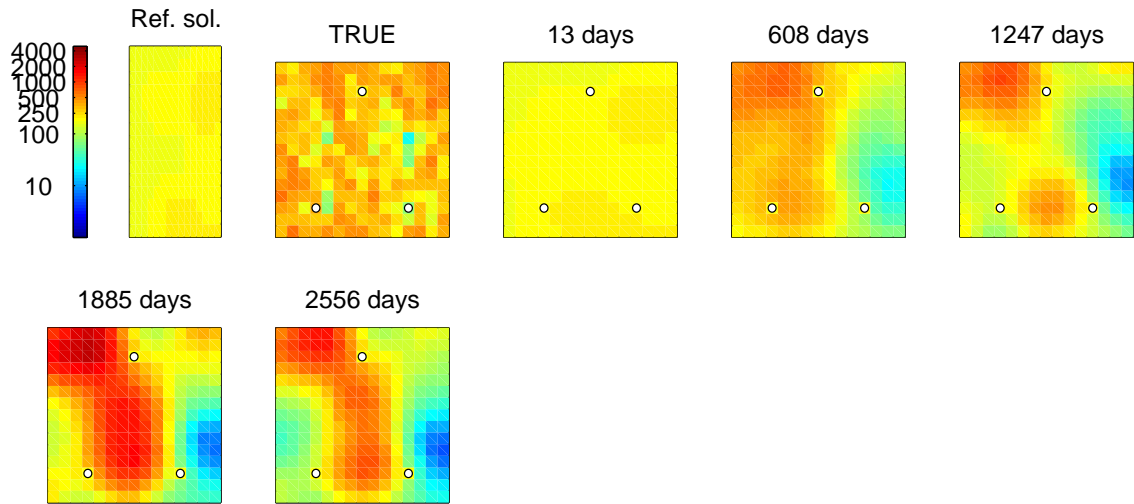 Ref. sol.
TRUE
13 days
608 days
1247 days
4000
2000
1000
500
250
100
10
1885 days
2556 days